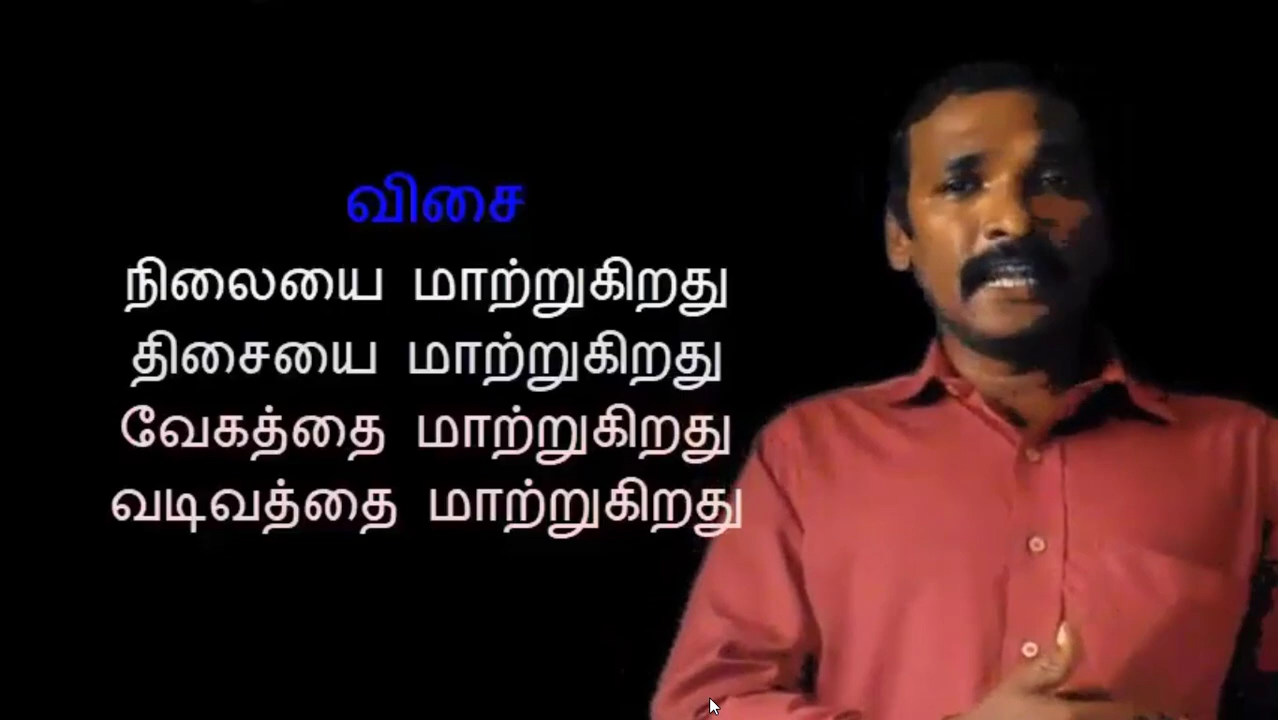 விசை
நிலையை மாற்றுகிறது
திசையை மாற்றுகிறது
வேகத்தை மாற்றுகிறது
வடிவத்தை மாற்றுகிறது